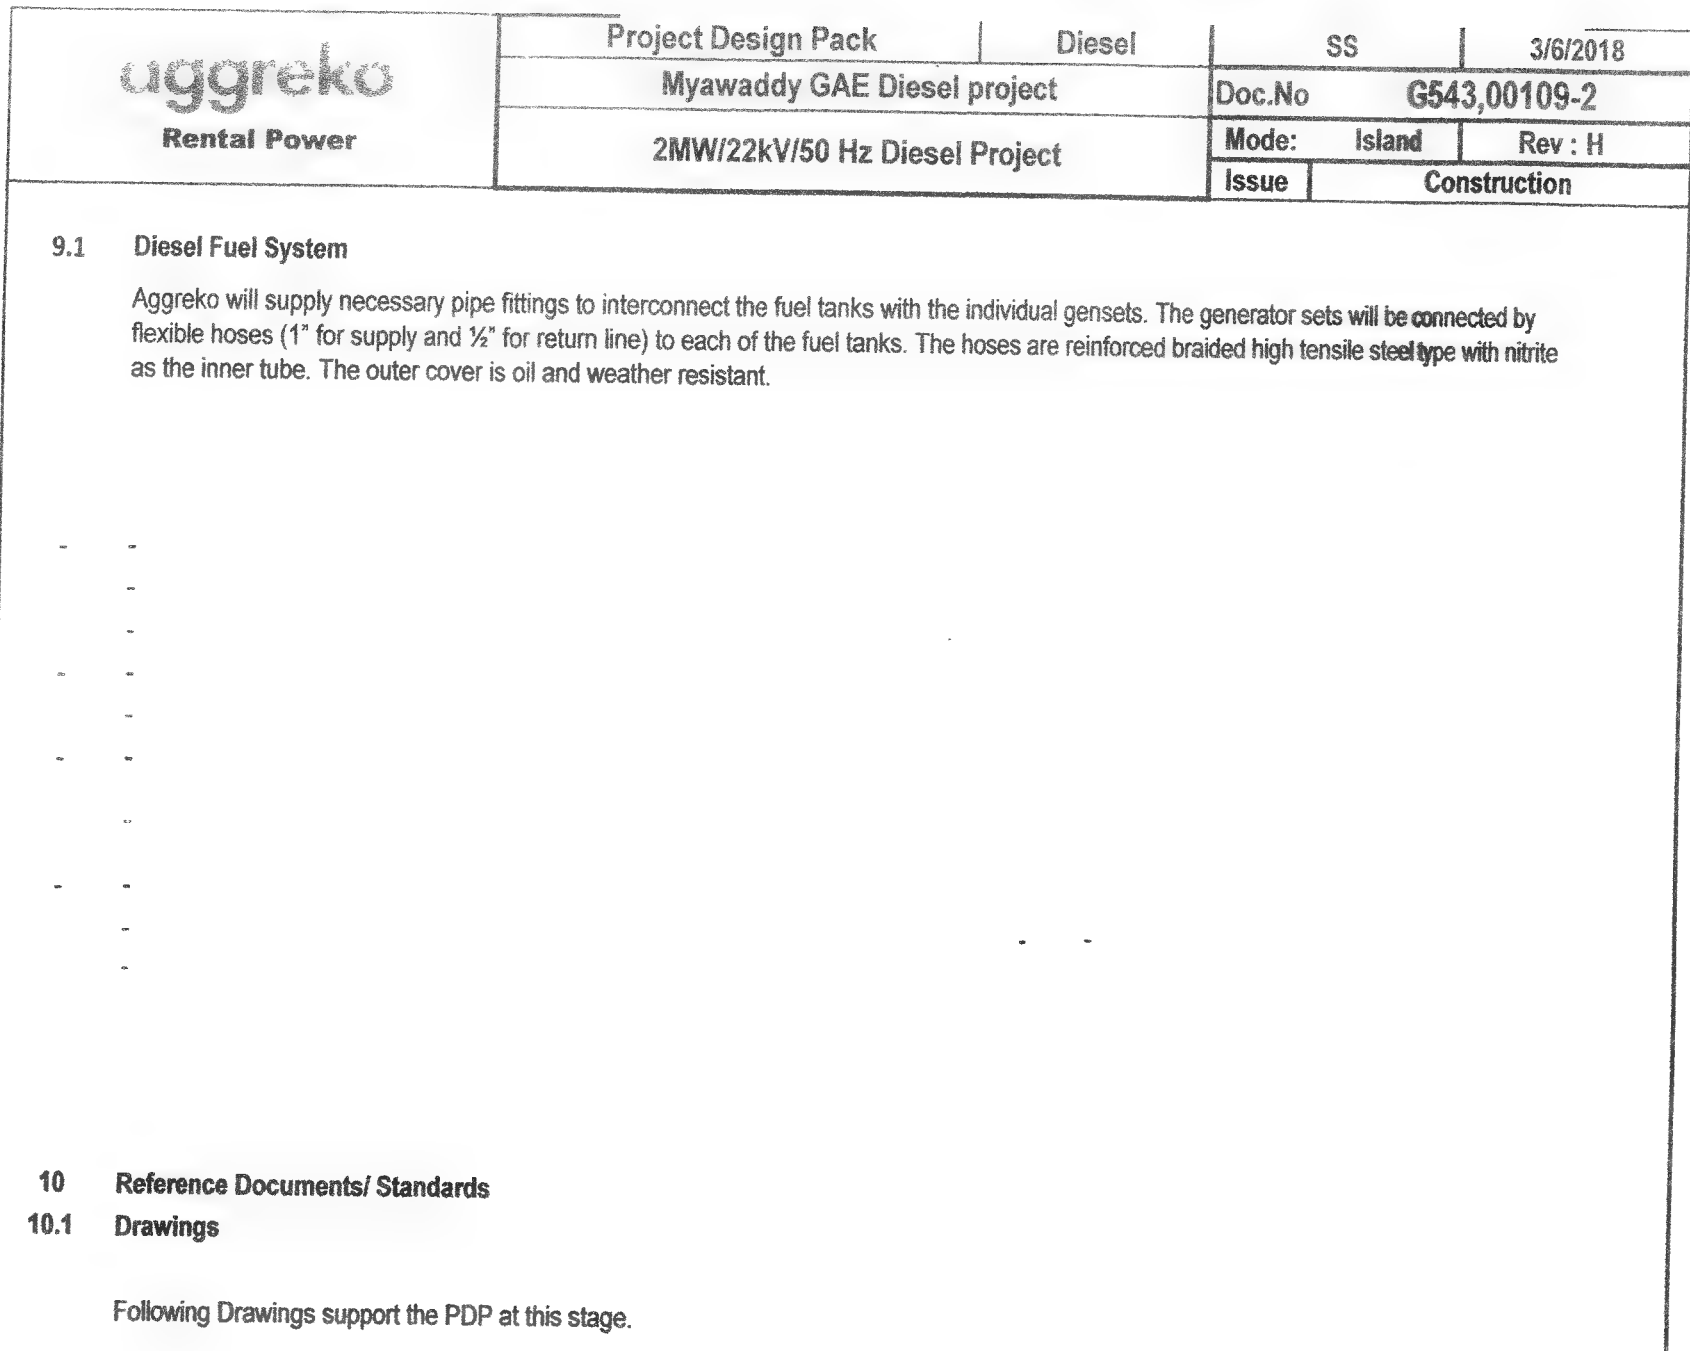 aggreko
Rental Power
Project Design Pack
Diesel
SS
3/6/2018
Myawaddy GAE Diesel project
Doc.No
G543,00109-2
2MW/22kV/50 Hz Diesel Project
Mode:
Island
Rev : H
Issue
Construction
9.1 Diesel Fuel System
Aggreko will supply necessary pipe fittings to interconnect the fuel tanks with the individual gensets. The generator sets will be connected by
flexible hoses (1” for supply and ½” for return line) to each of the fuel tanks. The hoses are reinforced braided high tensile steel type with nitrite
as the inner tube. The outer cover is oil and weather resistant.
- -
-
-
- -
-
- -
-
- -
-
- -
-
10 Reference Documents/ Standards
10.1 Drawings
Following Drawings support the PDP at this stage.